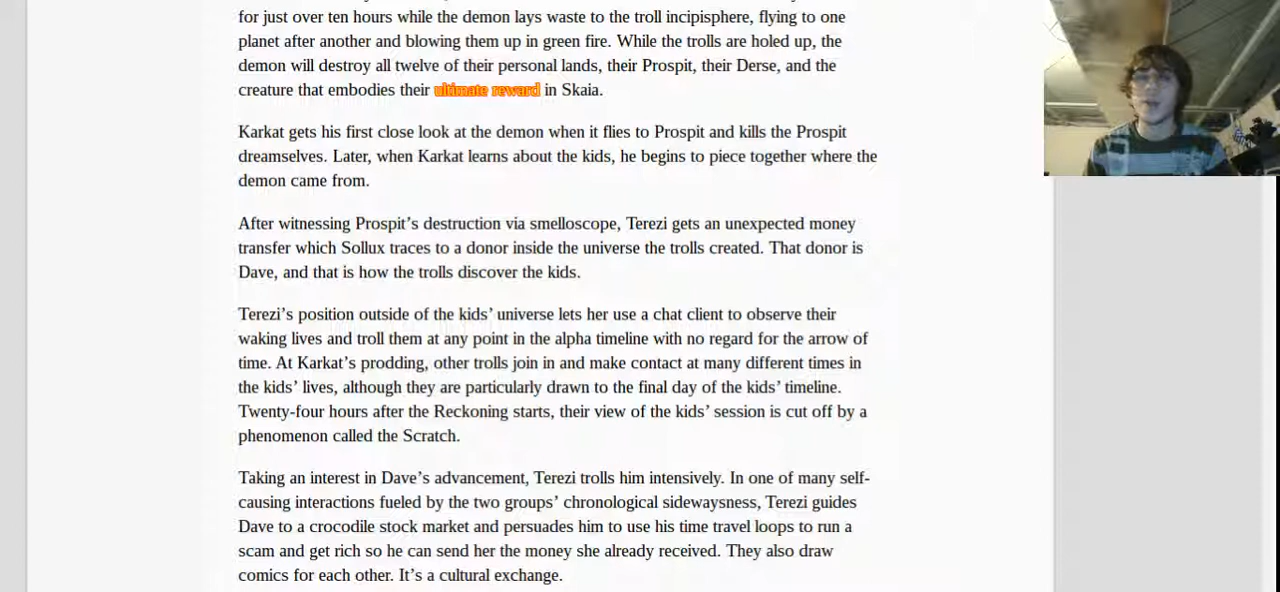 for just over ten hours while the demon lays waste to the troll incipisphere, flying to one
planet after another and blowing them up in green fire. While the trolls are holed up, the
demon will destroy all twelve of their personal lands, their Prospit, their Derse, and the
creature that embodies their ultimate reward in Skaia.
Karkat gets his first close look at the demon when it flies to Prospit and kills the Prospit
dreamselves. Later, when Karkat learns about the kids, he begins to piece together where the
demon came from.
After witnessing Prospit’s destruction via smelloscope, Terezi gets an unexpected money
transfer which Sollux traces to a donor inside the universe the trolls created. That donor is
Dave, and that is how the trolls discover the kids.
Terezi’s position outside of the kids’ universe lets her use a chat client to observe their
waking lives and troll them at any point in the alpha timeline with no regard for the arrow of
time. At Karkat’s prodding, other trolls join in and make contact at many different times in
the kids’ lives, although they are particularly drawn to the final day of the kids’ timeline.
Twenty-four hours after the Reckoning starts, their view of the kids’ session is cut off by a
phenomenon called the Scratch.
Taking an interest in Dave’s advancement, Terezi trolls him intensively. In one of many self-
causing interactions fueled by the two groups’ chronological sidewaysness, Terezi guides
Dave to a crocodile stock market and persuades him to use his time travel loops to run a
scam and get rich so he can send her the money she already received. They also draw
comics for each other. It’s a cultural exchange.